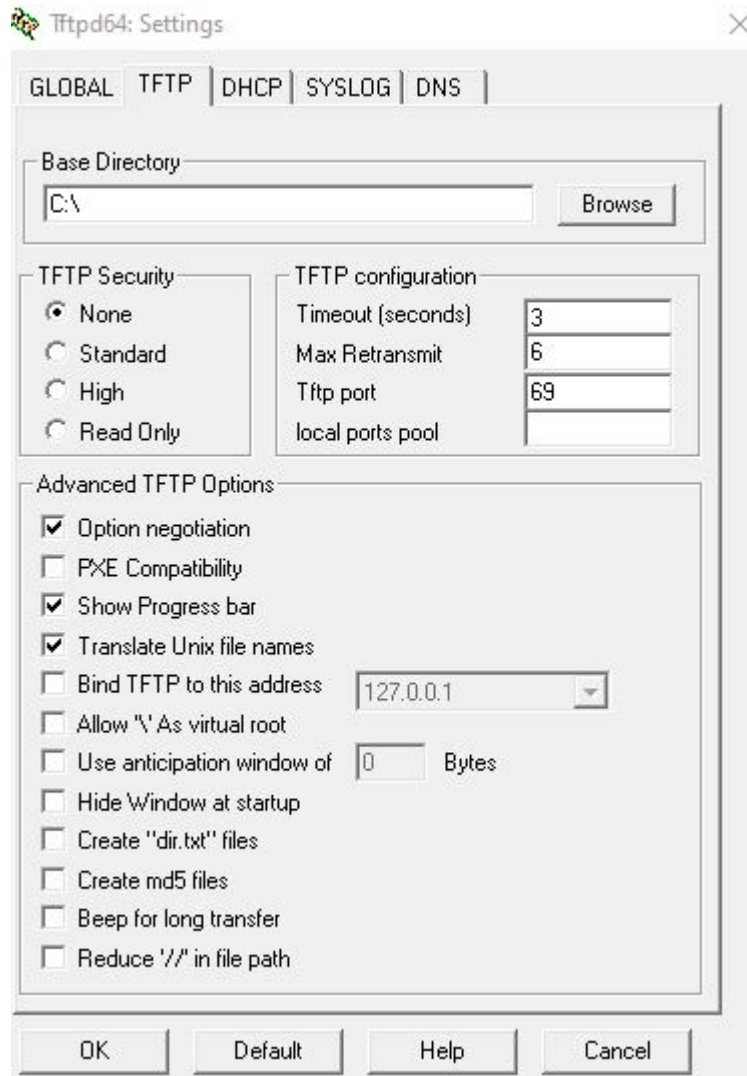 Tftpd64: Settings
GLOBAL TFTP DHCP SYSLOG DNS
Base Directory
C:\ Browse
TFTP Security
None
Standard
High
Read Only
TFTP configuration
Timeout (seconds) 3
Max Retransmit 6
Tftp port 69
local ports pool
Advanced TFTP Options
Option negotiation
PXE Compatibility
Show Progress bar
Translate Unix file names
Bind TFTP to this address 127.0.0.1
Allow '\' As virtual root
Use anticipation window of 0 Bytes
Hide Window at startup
Create "dir.txt" files
Create md5 files
Beep for long transfer
Reduce '//' in file path
OK Default Help Cancel